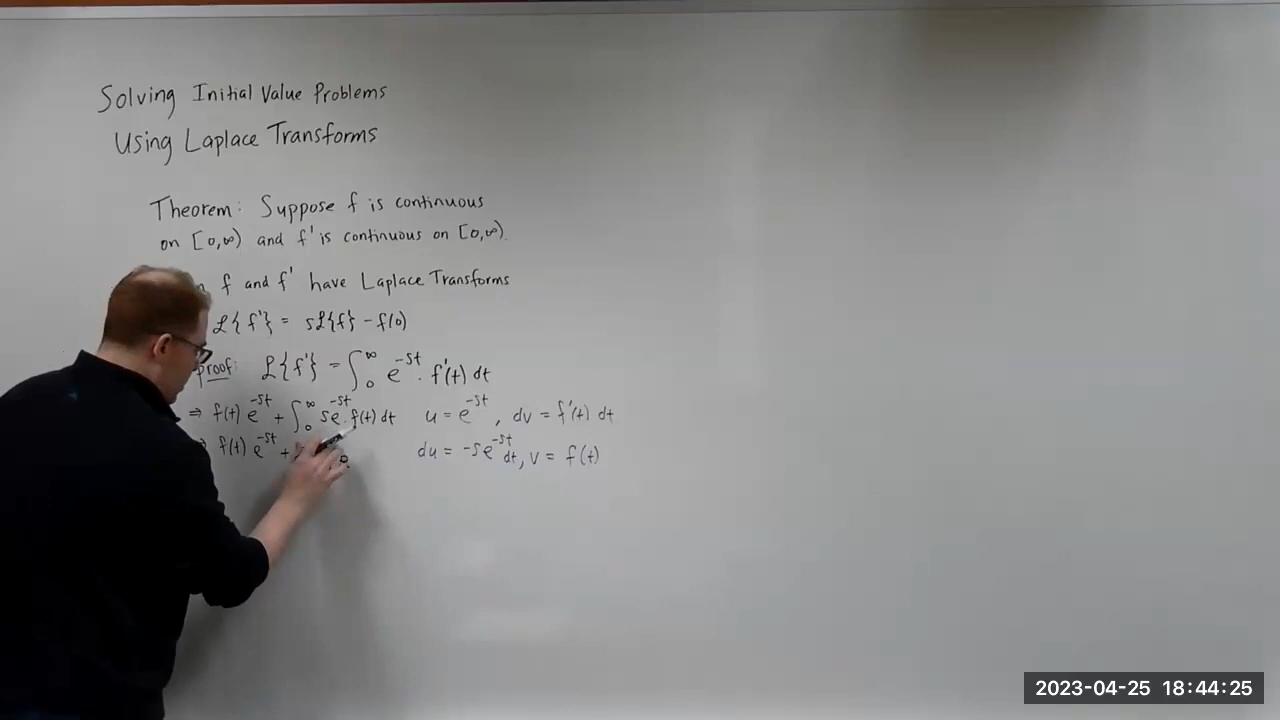 Solving Initial Value Problems
Using Laplace Transforms
Theorem: Suppose f is continuous
on [0,∞) and f' is continuous on [0,∞).
f and f' have Laplace Transforms
ℒ{f'} = sℒ{f} - f(0)
proof: ℒ{f'} = ∫₀^∞ e^{-st} · f'(t) dt
⇒ f(t) e^{-st} + ∫₀^∞ se^{-st} · f(t) dt u = e^{-st} , dv = f'(t) dt
f(t) e^{-st} + du = -se^{-st} dt, v = f(t)
2023-04-25 18:44:25